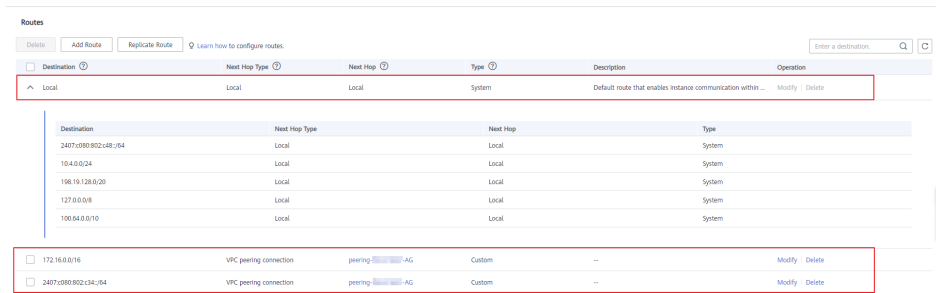 Routes
Delete Add Route Replicate Route Learn how to configure routes. Enter a destination.
Destination Next Hop Type Next Hop Type Description Operation
Local Local Local System Default route that enables instance communication within ... Modify Delete
Destination Next Hop Type Next Hop Type
2407:c080:802:c48::/64 Local Local System
10.4.0.0/24 Local Local System
198.19.128.0/20 Local Local System
127.0.0.0/8 Local Local System
100.64.0.0/10 Local Local System
172.16.0.0/16 VPC peering connection peering- -AG Custom -- Modify Delete
2407:c080:802:c34::/64 VPC peering connection peering- -AG Custom -- Modify Delete